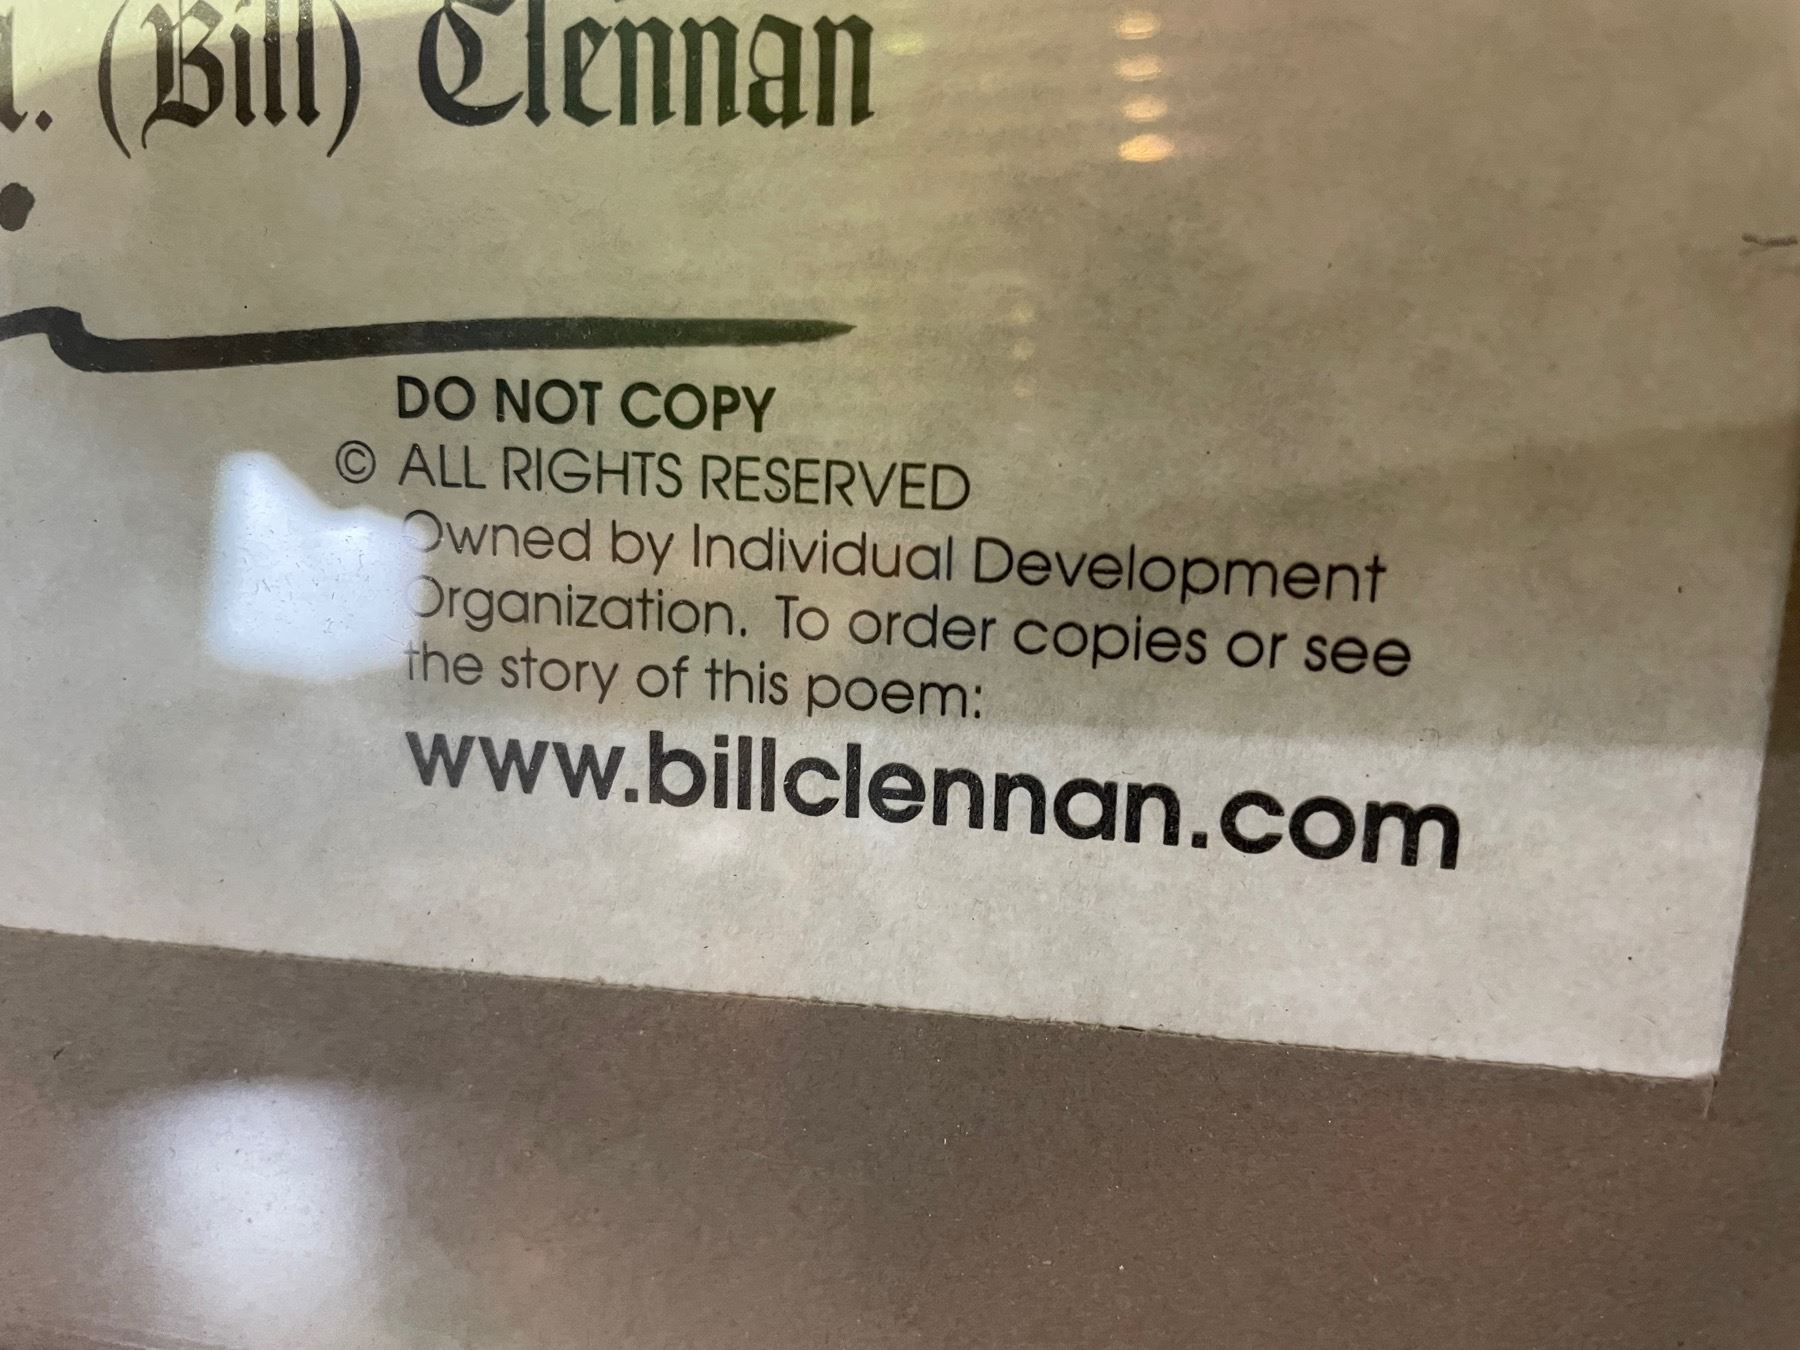 (Bill) Clennan
DO NOT COPY
© ALL RIGHTS RESERVED
Owned by Individual Development
Organization. To order copies or see
the story of this poem:
www.billclennan.com